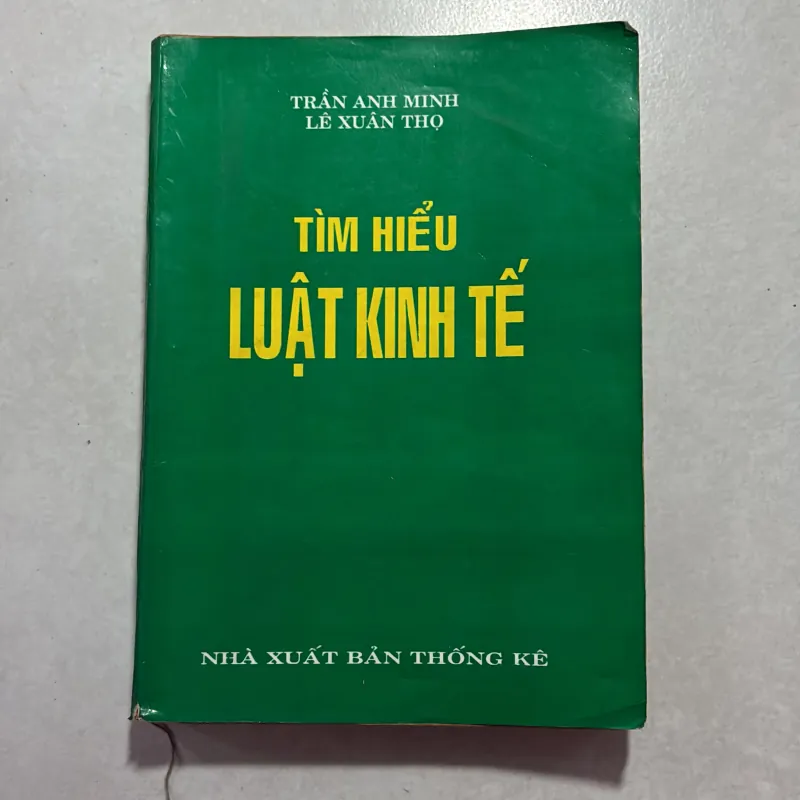 TRẦN ANH MINH
LÊ XUÂN THỌ
TÌM HIỂU
LUẬT KINH TẾ
NHÀ XUẤT BẢN THỐNG KÊ